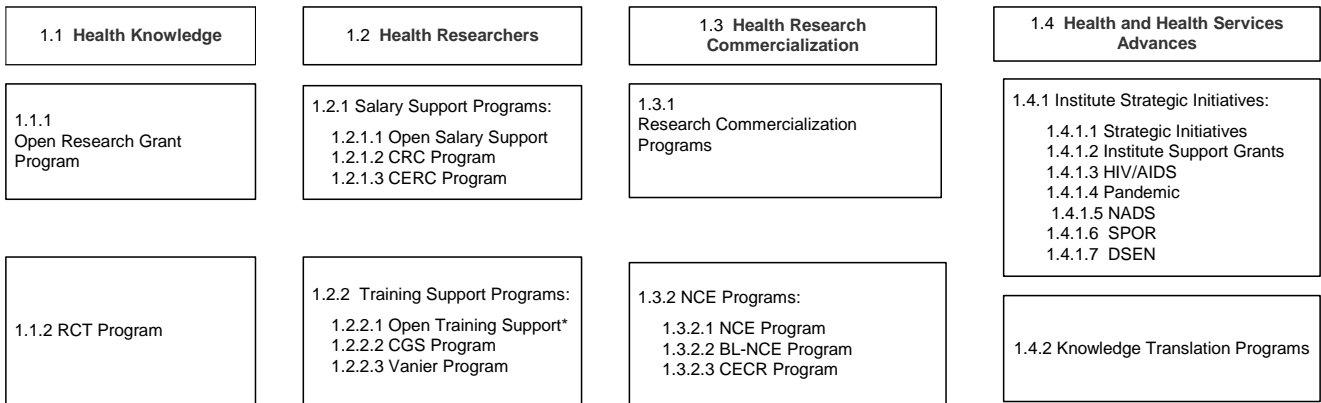 1.1 Health Knowledge
1.2 Health Researchers
1.3 Health Research
Commercialization
1.4 Health and Health Services
Advances
1.1.1
Open Research Grant
Program
1.2.1 Salary Support Programs:
1.2.1.1 Open Salary Support
1.2.1.2 CRC Program
1.2.1.3 CERC Program
1.3.1
Research Commercialization
Programs
1.4.1 Institute Strategic Initiatives:
1.4.1.1 Strategic Initiatives
1.4.1.2 Institute Support Grants
1.4.1.3 HIV/AIDS
1.4.1.4 Pandemic
1.4.1.5 NADS
1.4.1.6 SPOR
1.4.1.7 DSEN
1.1.2 RCT Program
1.2.2 Training Support Programs:
1.2.2.1 Open Training Support*
1.2.2.2 CGS Program
1.2.2.3 Vanier Program
1.3.2 NCE Programs:
1.3.2.1 NCE Program
1.3.2.2 BL-NCE Program
1.3.2.3 CECR Program
1.4.2 Knowledge Translation Programs